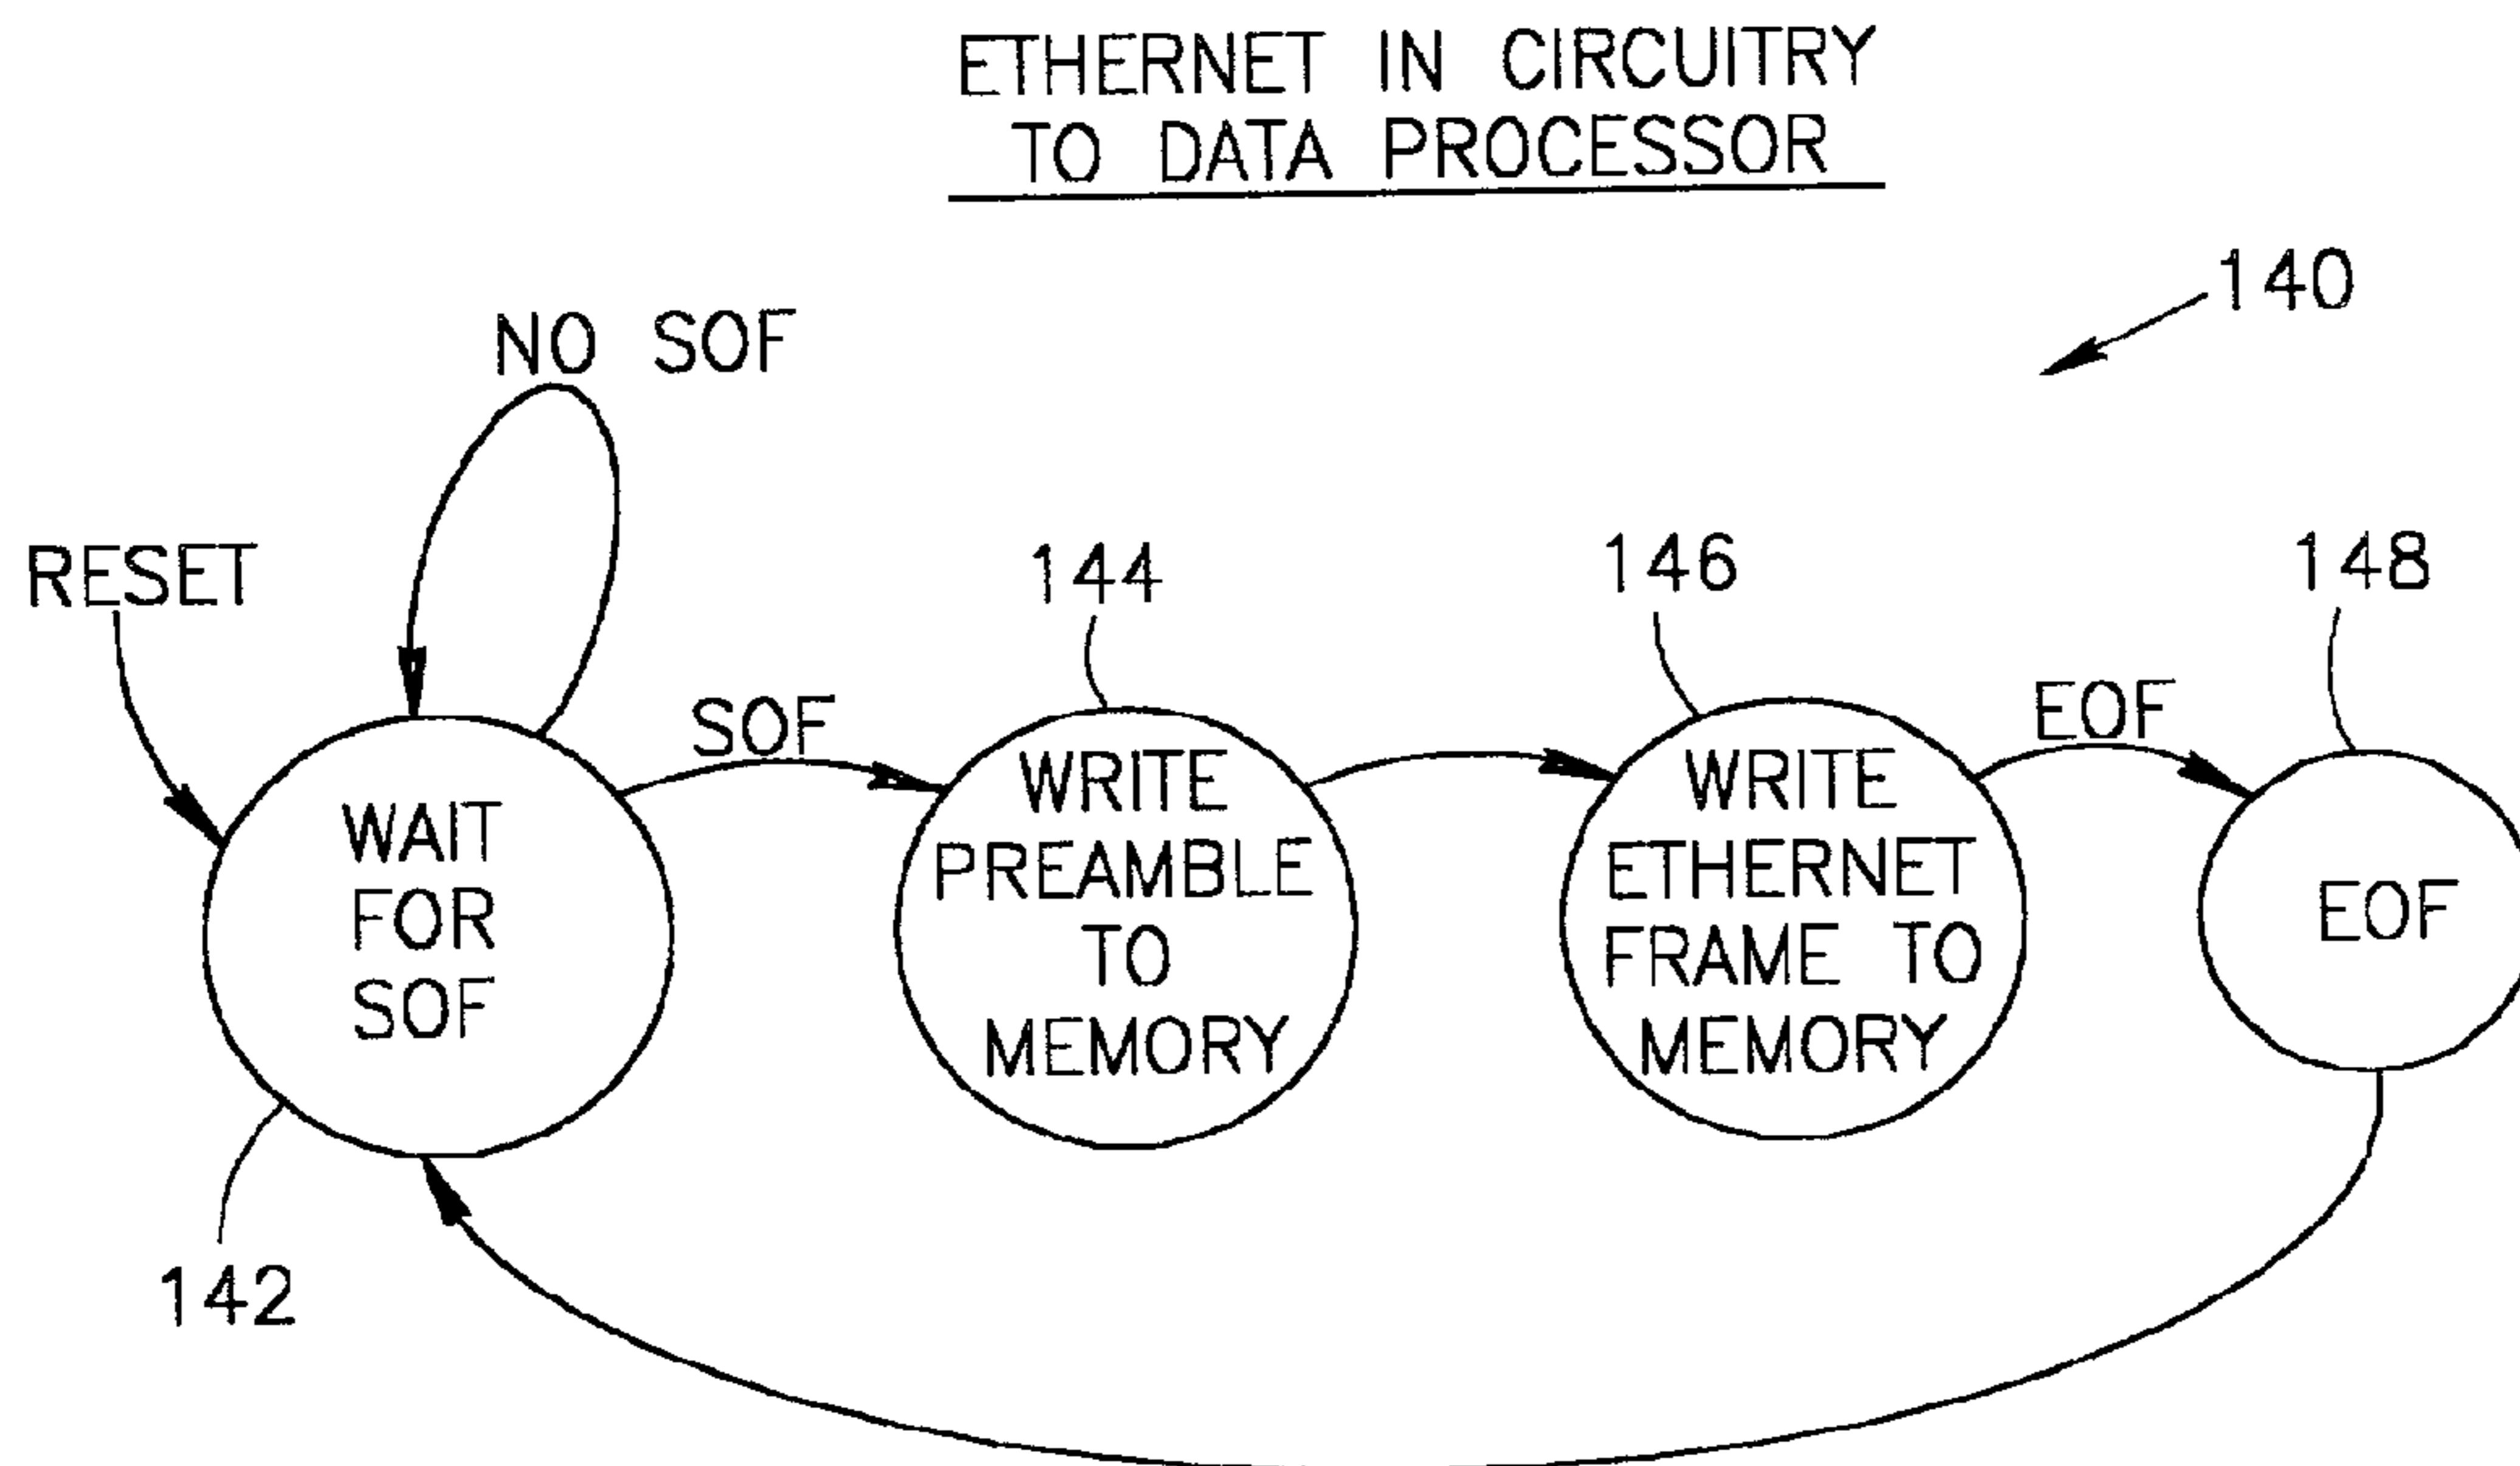 ETHERNET IN CIRCUITRY
TO DATA PROCESSOR
140
NO SOF
RESET
144
146
148
SOF
EOF
WAIT
FOR
SOF
WRITE
PREAMBLE
TO
MEMORY
WRITE
ETHERNET
FRAME TO
MEMORY
EOF
142